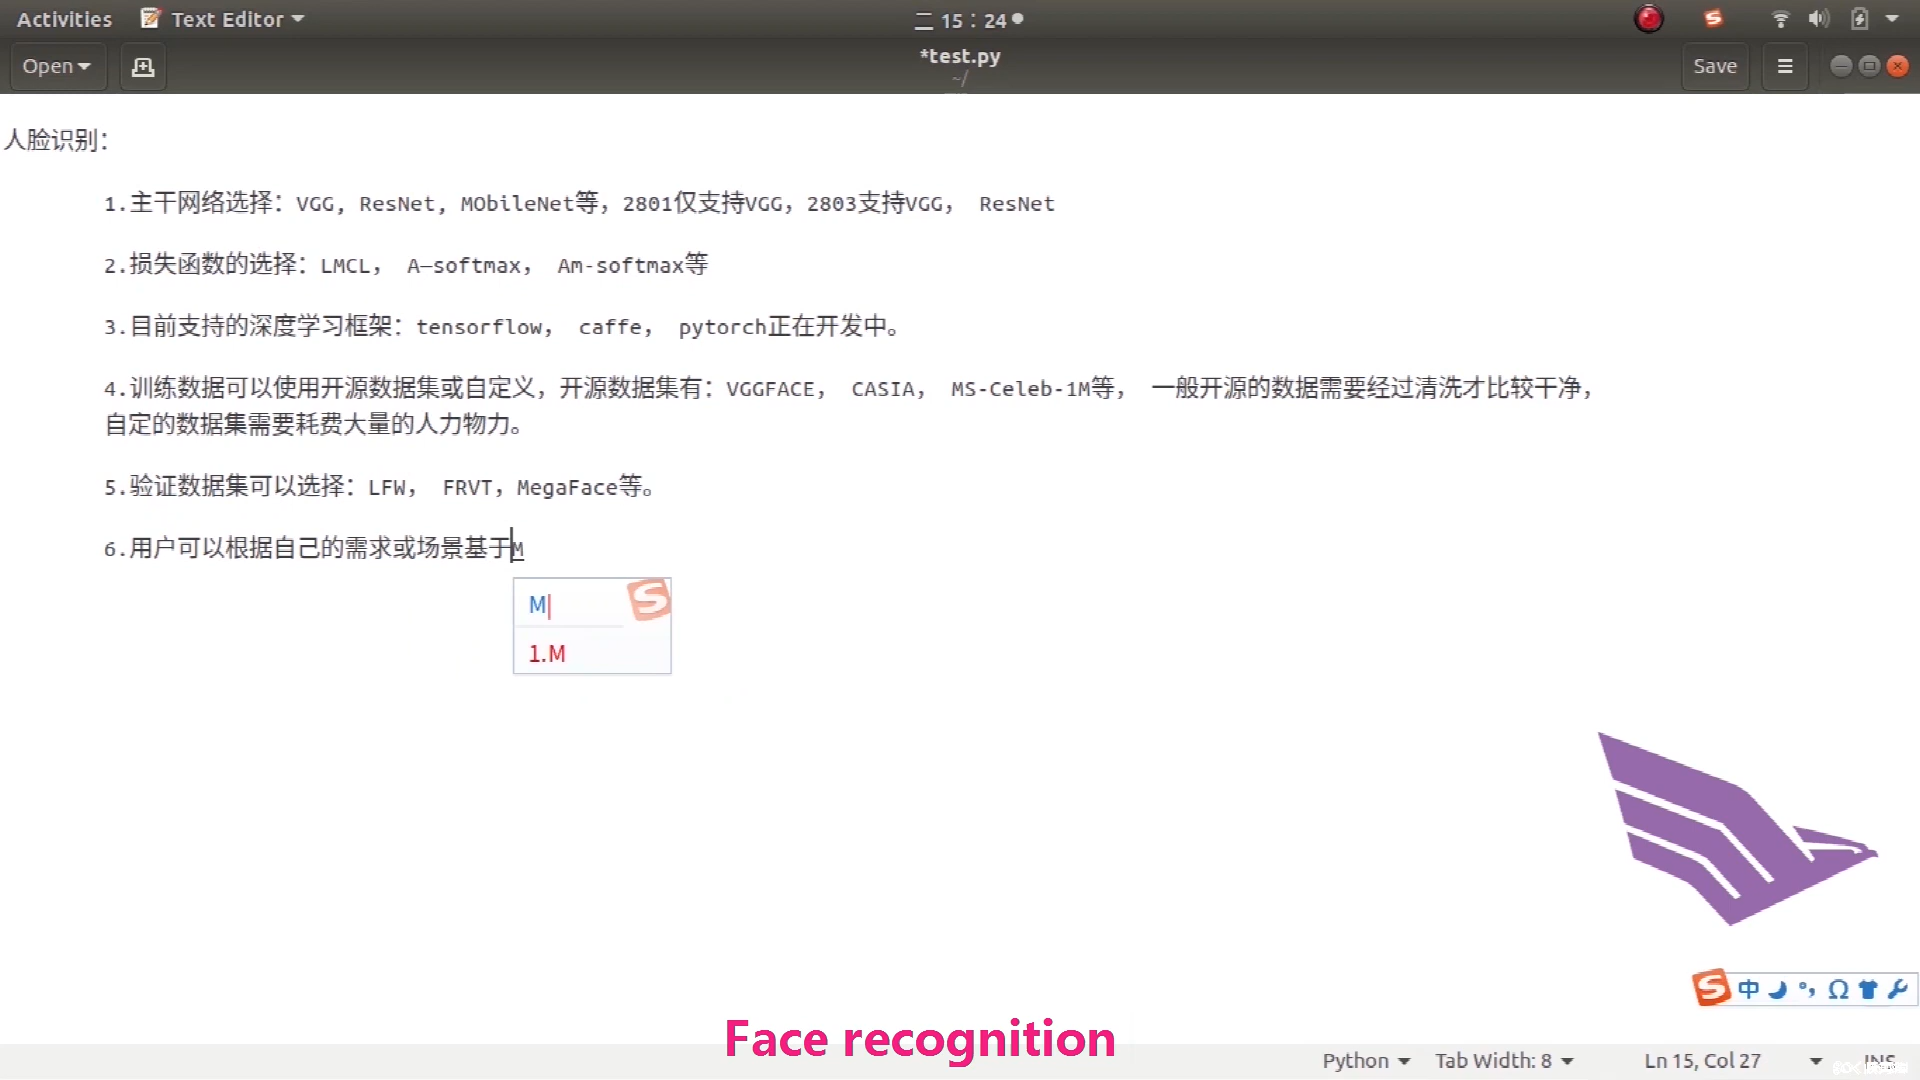 Activities Text Editor 二 15：24
Open *test.py Save
~/
人脸识别：
1.主干网络选择：VGG, ResNet, MObileNet等，2801仅支持VGG，2803支持VGG， ResNet
2.损失函数的选择：LMCL， A—softmax， Am-softmax等
3.目前支持的深度学习框架：tensorflow， caffe， pytorch正在开发中。
4.训练数据可以使用开源数据集或自定义，开源数据集有：VGGFACE， CASIA， MS-Celeb-1M等， 一般开源的数据需要经过清洗才比较干净，
自定的数据集需要耗费大量的人力物力。
5.验证数据集可以选择：LFW， FRVT，MegaFace等。
6.用户可以根据自己的需求或场景基于M
M
1.M
中
Face recognition
Python Tab Width: 8 Ln 15, Col 27 INS